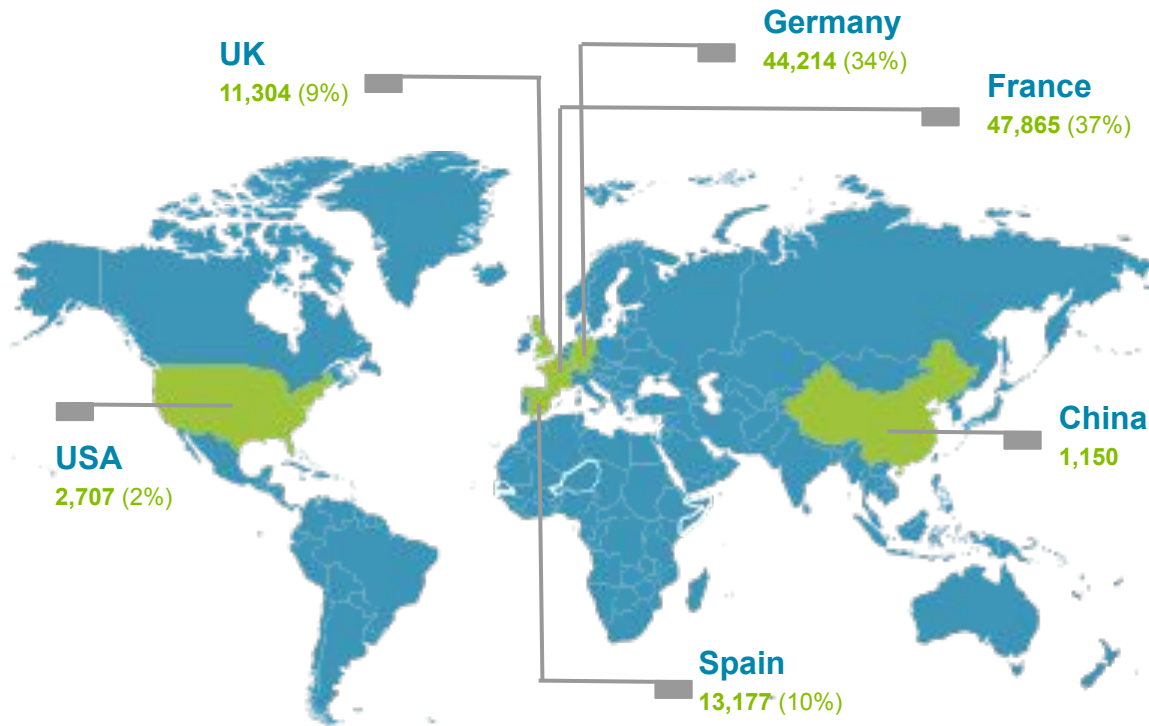 Germany
44,214 (34%)
UK
11,304 (9%)
France
47,865 (37%)
China
1,150
USA
2,707 (2%)
Spain
13,177 (10%)